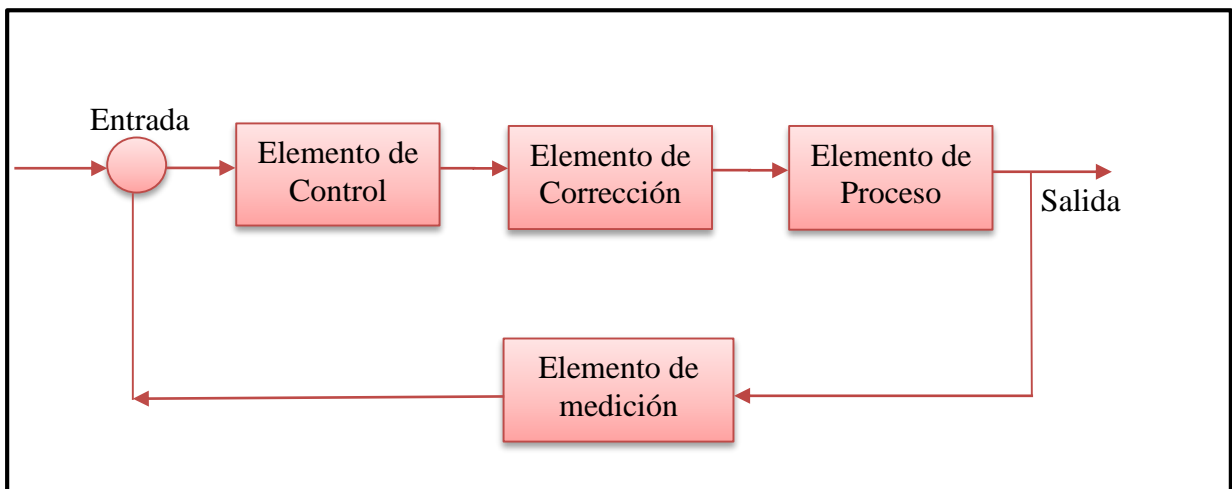 Entrada
Elemento de
Control
Elemento de
Corrección
Elemento de
Proceso
Salida
Elemento de
medición